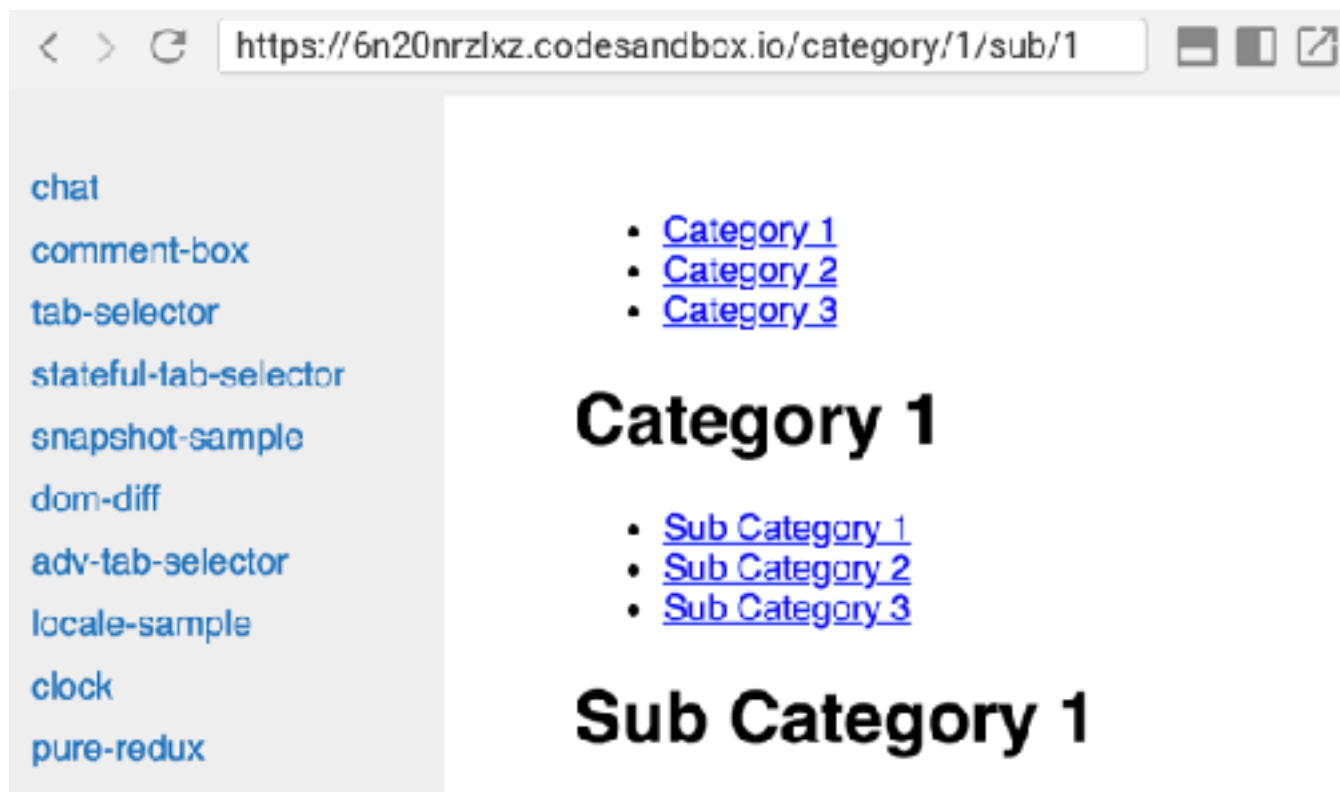 https://6n20nrzlxz.codesandbox.io/category/1/sub/1
chat
comment-box
tab-selector
stateful-tab-selector
snapshot-sample
dom-diff
adv-tab-selector
locale-sample
clock
pure-redux
Category 1
Category 2
Category 3
Category 1
Sub Category 1
Sub Category 2
Sub Category 3
Sub Category 1